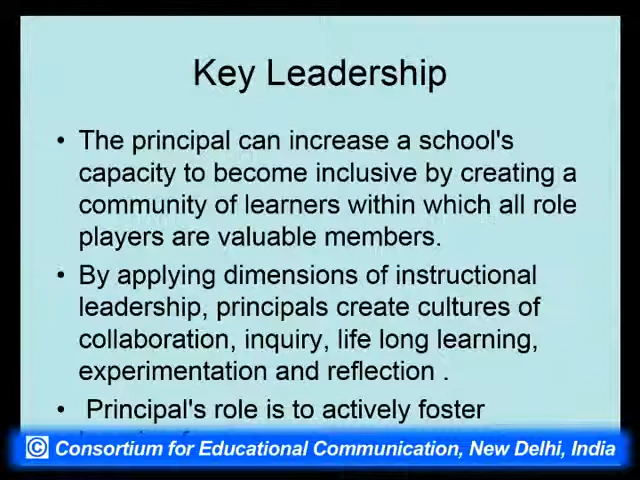 Key Leadership
• The principal can increase a school's
capacity to become inclusive by creating a
community of learners within which all role
players are valuable members.
• By applying dimensions of instructional
leadership, principals create cultures of
collaboration, inquiry, life long learning,
experimentation and reflection .
• Principal's role is to actively foster
© Consortium for Educational Communication, New Delhi, India